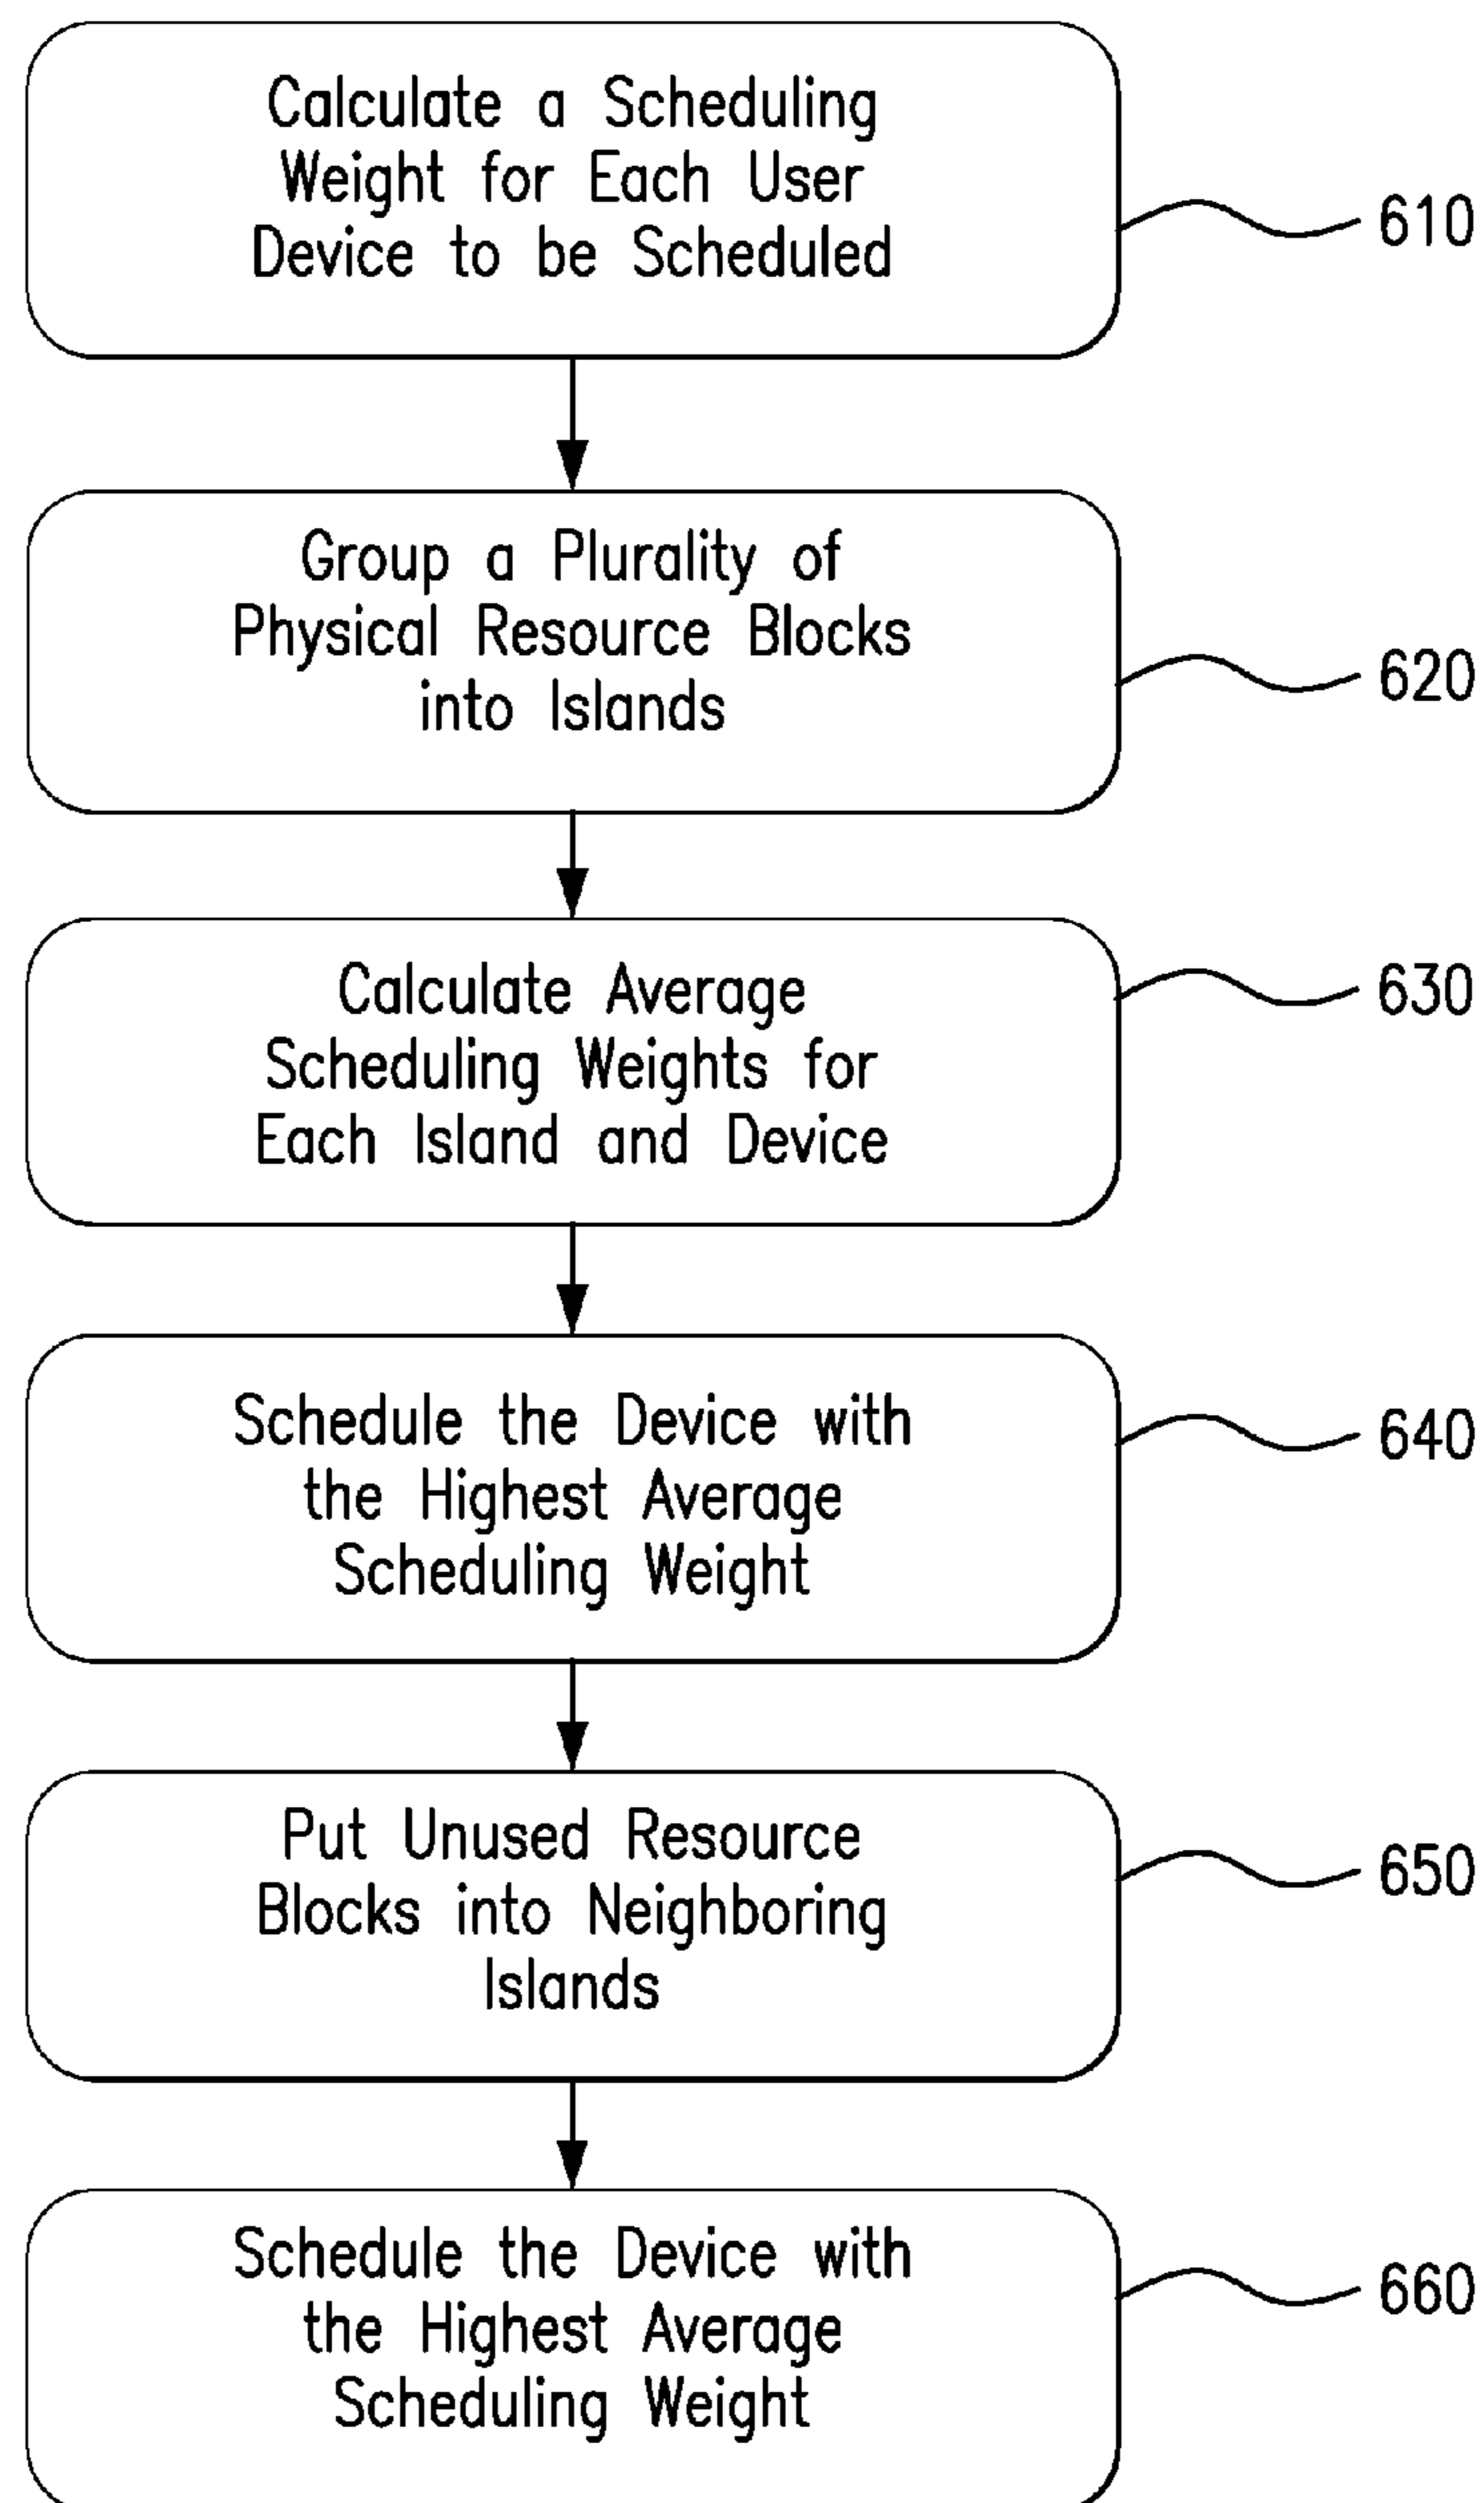 Calculate a Scheduling
Weight for Each User
Device to be Scheduled
610
Group a Plurality of
Physical Resource Blocks
into Islands
620
Calculate Average
Scheduling Weights for
Each Island and Device
630
Schedule the Device with
the Highest Average
Scheduling Weight
640
Put Unused Resource
Blocks into Neighboring
Islands
650
Schedule the Device with
the Highest Average
Scheduling Weight
660